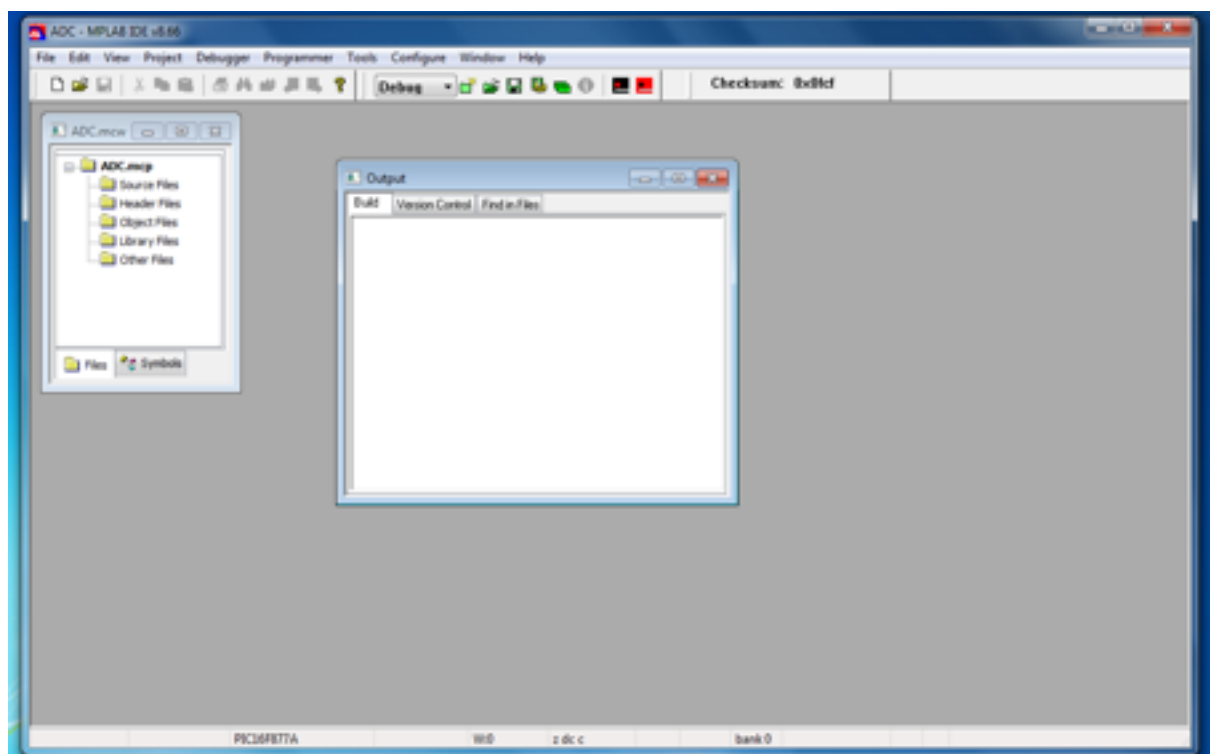 ADC - MPLAB IDE v8.66
File Edit View Project Debugger Programmer Tools Configure Window Help
Debug
Checksum: 0x0fcf
ADC.mcw
ADC.mcp
Source Files
Header Files
Object Files
Library Files
Other Files
Files Symbols
Output
Build Version Control Find in Files
PIC16F877A W:0 z dc c bank 0